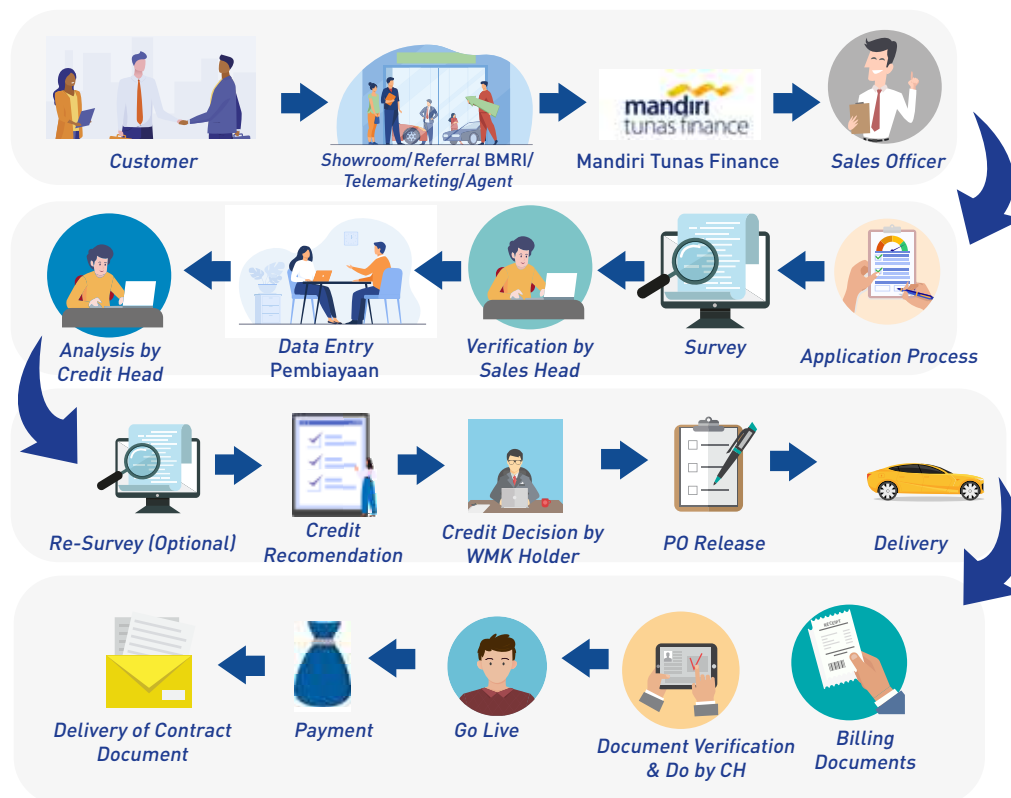 Customer
Showroom/Referral BMRI/
Telemarketing/Agent
mandiri
tunas finance
Mandiri Tunas Finance
Sales Officer
Analysis by
Credit Head
Data Entry
Pembiayaan
Verification by
Sales Head
Survey
Application Process
Re-Survey (Optional)
Credit
Recomendation
Credit Decision by
WMK Holder
PO Release
Delivery
Delivery of Contract
Document
Payment
Go Live
Document Verification
& Do by CH
RECEIPT
Billing
Documents